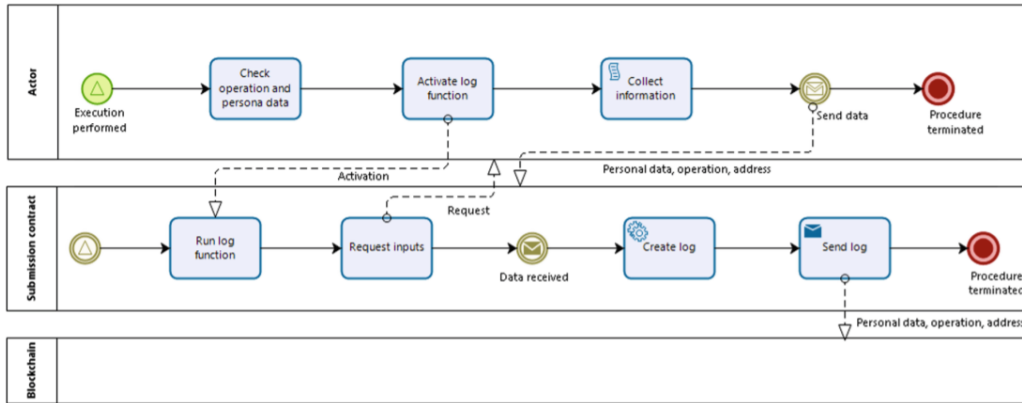 Actor
Execution
performed
Check
operation and
persona data
Activate log
function
Collect
information
Send data
Procedure
terminated
Activation
Request
Personal data, operation, address
Submission contract
Run log
function
Request inputs
Data received
Create log
Send log
Procedure
terminated
Personal data, operation, address
Blockchain